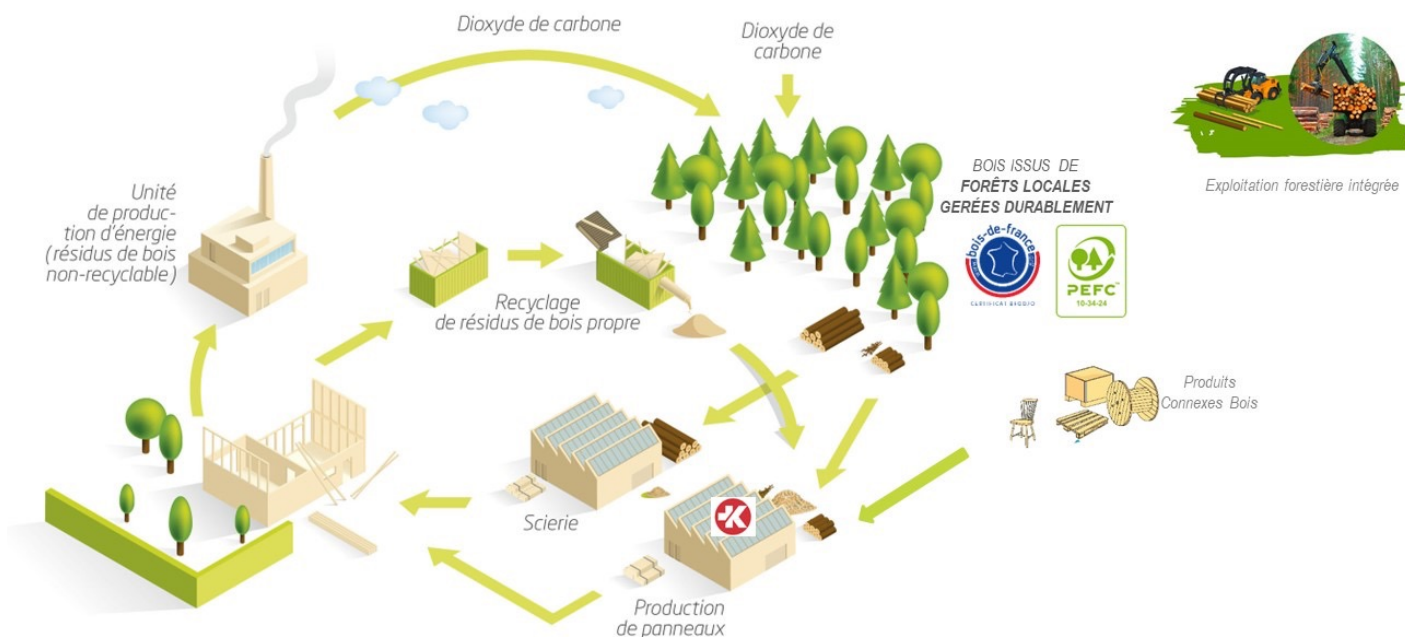 Dioxyde de carbone
Dioxyde de
carbone
Unité
de produc-
tion d'énergie
(résidus de bois
non-recyclable)
Recyclage
de résidus de bois propre
BOIS ISSUS DE
FORÊTS LOCALES
GERÉES DURABLEMENT
bois-de-france
PEFC
10-34-24
Exploitation forestière intégrée
Produits
Connexes Bois
Scierie
K
Production
de panneaux